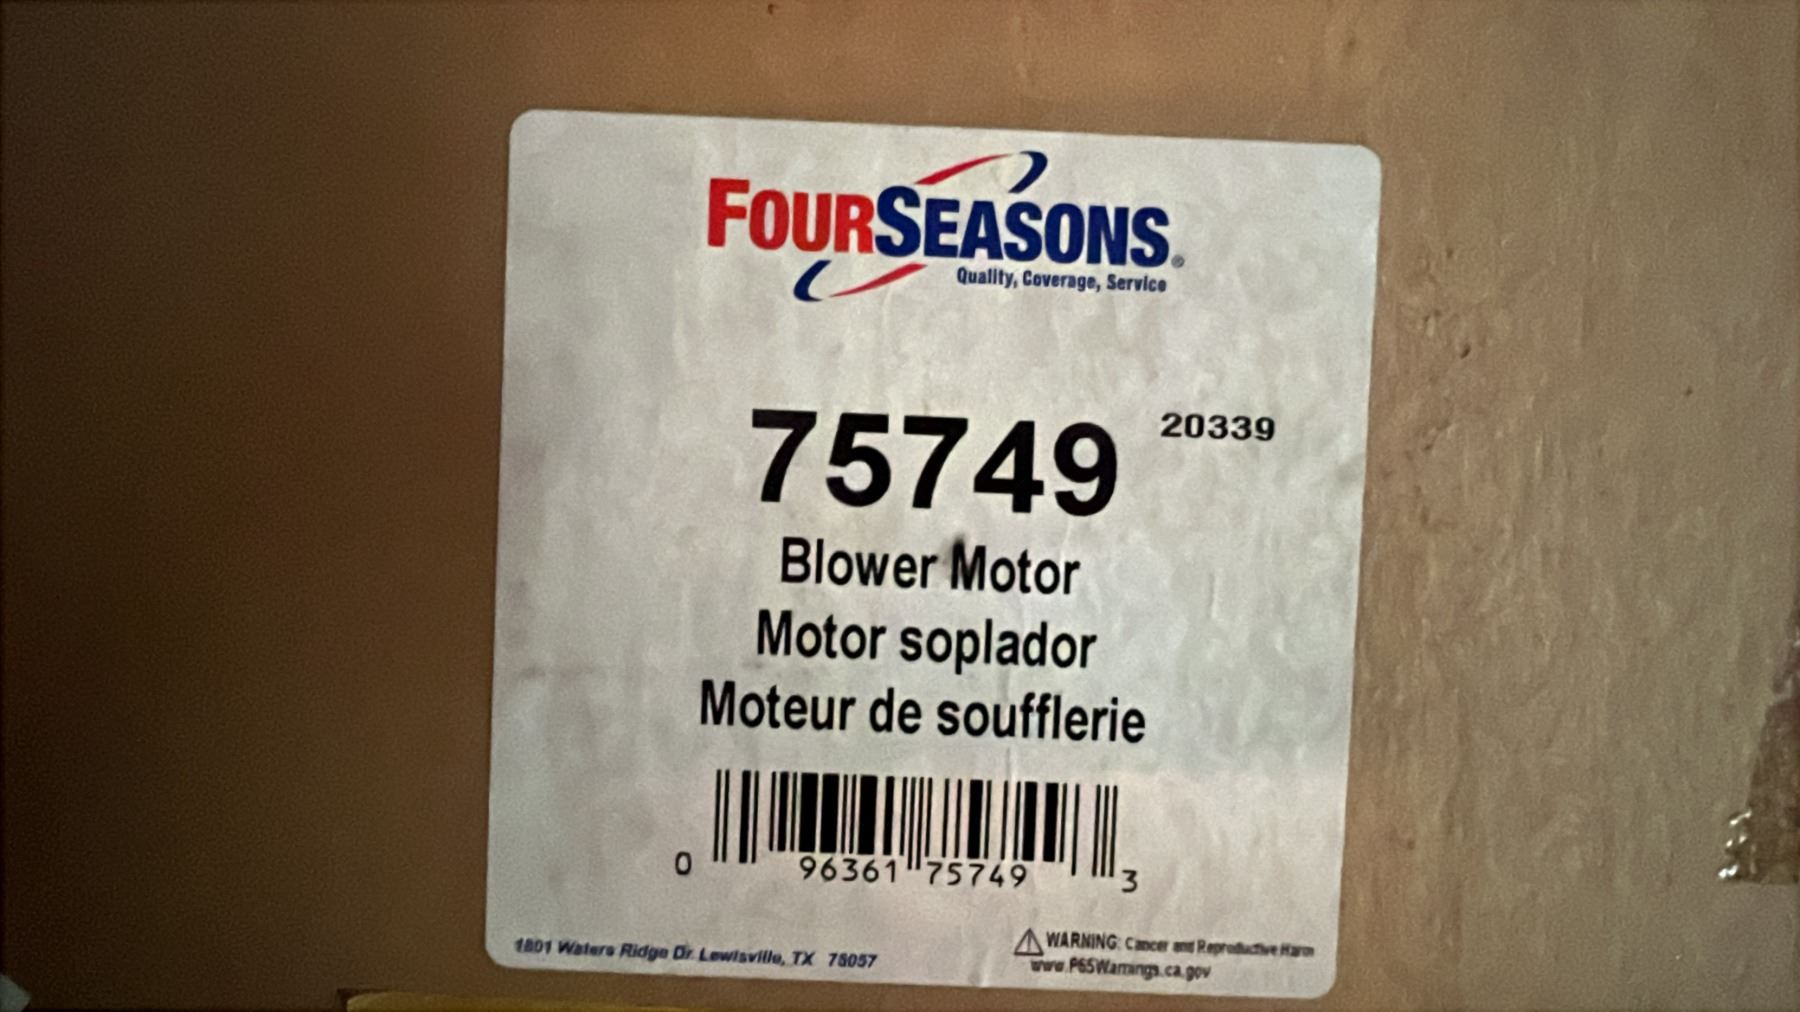 FOURSEASONS®
Quality, Coverage, Service
75749 20339
Blower Motor
Motor soplador
Moteur de soufflerie
0 96361 75749 3
1801 Waters Ridge Dr. Lewisville, TX 75057
WARNING: Cancer and Reproductive Harm
www.P65Warnings.ca.gov